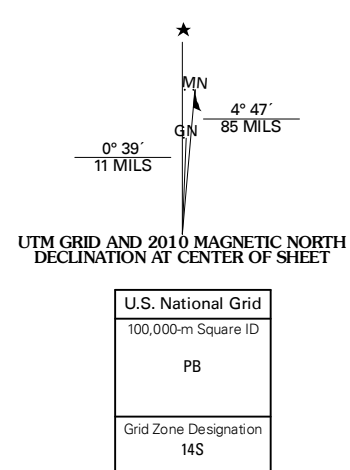 MN
4° 47´
85 MILS
GN
0° 39´
11 MILS
UTM GRID AND 2010 MAGNETIC NORTH
DECLINATION AT CENTER OF SHEET
U.S. National Grid
100,000-m Square ID
PB
Grid Zone Designation
14S